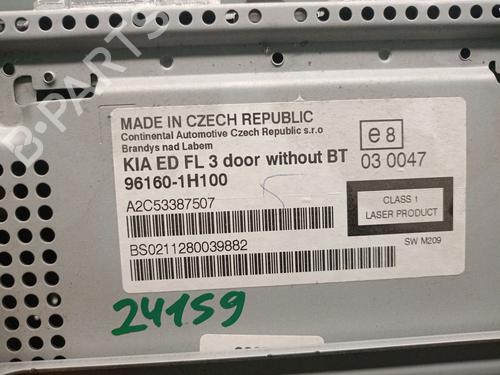 B-PARTS
MADE IN CZECH REPUBLIC
Continental Automotive Czech Republic s.r.o
Brandys nad Labem
KIA ED FL 3 door without BT
96160-1H100
e8
03 0047
A2C53387507
CLASS 1
LASER PRODUCT
BS0211280039882
SW M209
24159